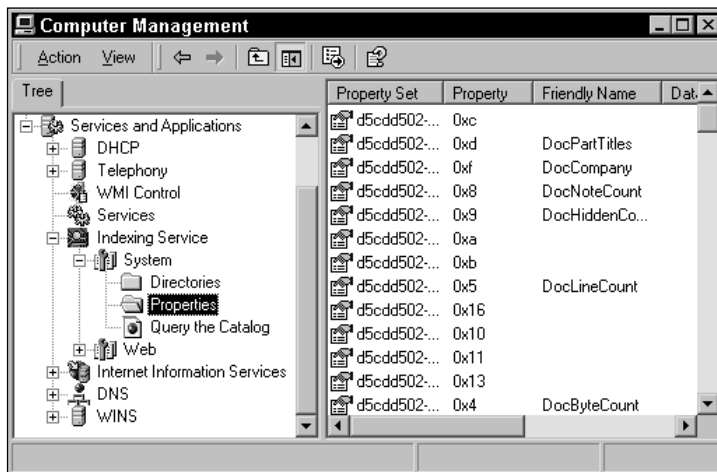 Computer Management
Action View
Tree
Services and Applications
DHCP
Telephony
WMI Control
Services
Indexing Service
System
Directories
Properties
Query the Catalog
Web
Internet Information Services
DNS
WINS
Property Set Property Friendly Name Dat
d5cdd502-... 0xc
d5cdd502-... 0xd DocPartTitles
d5cdd502-... 0xf DocCompany
d5cdd502-... 0x8 DocNoteCount
d5cdd502-... 0x9 DocHiddenCo...
d5cdd502-... 0xa
d5cdd502-... 0xb
d5cdd502-... 0x5 DocLineCount
d5cdd502-... 0x16
d5cdd502-... 0x10
d5cdd502-... 0x11
d5cdd502-... 0x13
d5cdd502-... 0x4 DocByteCount